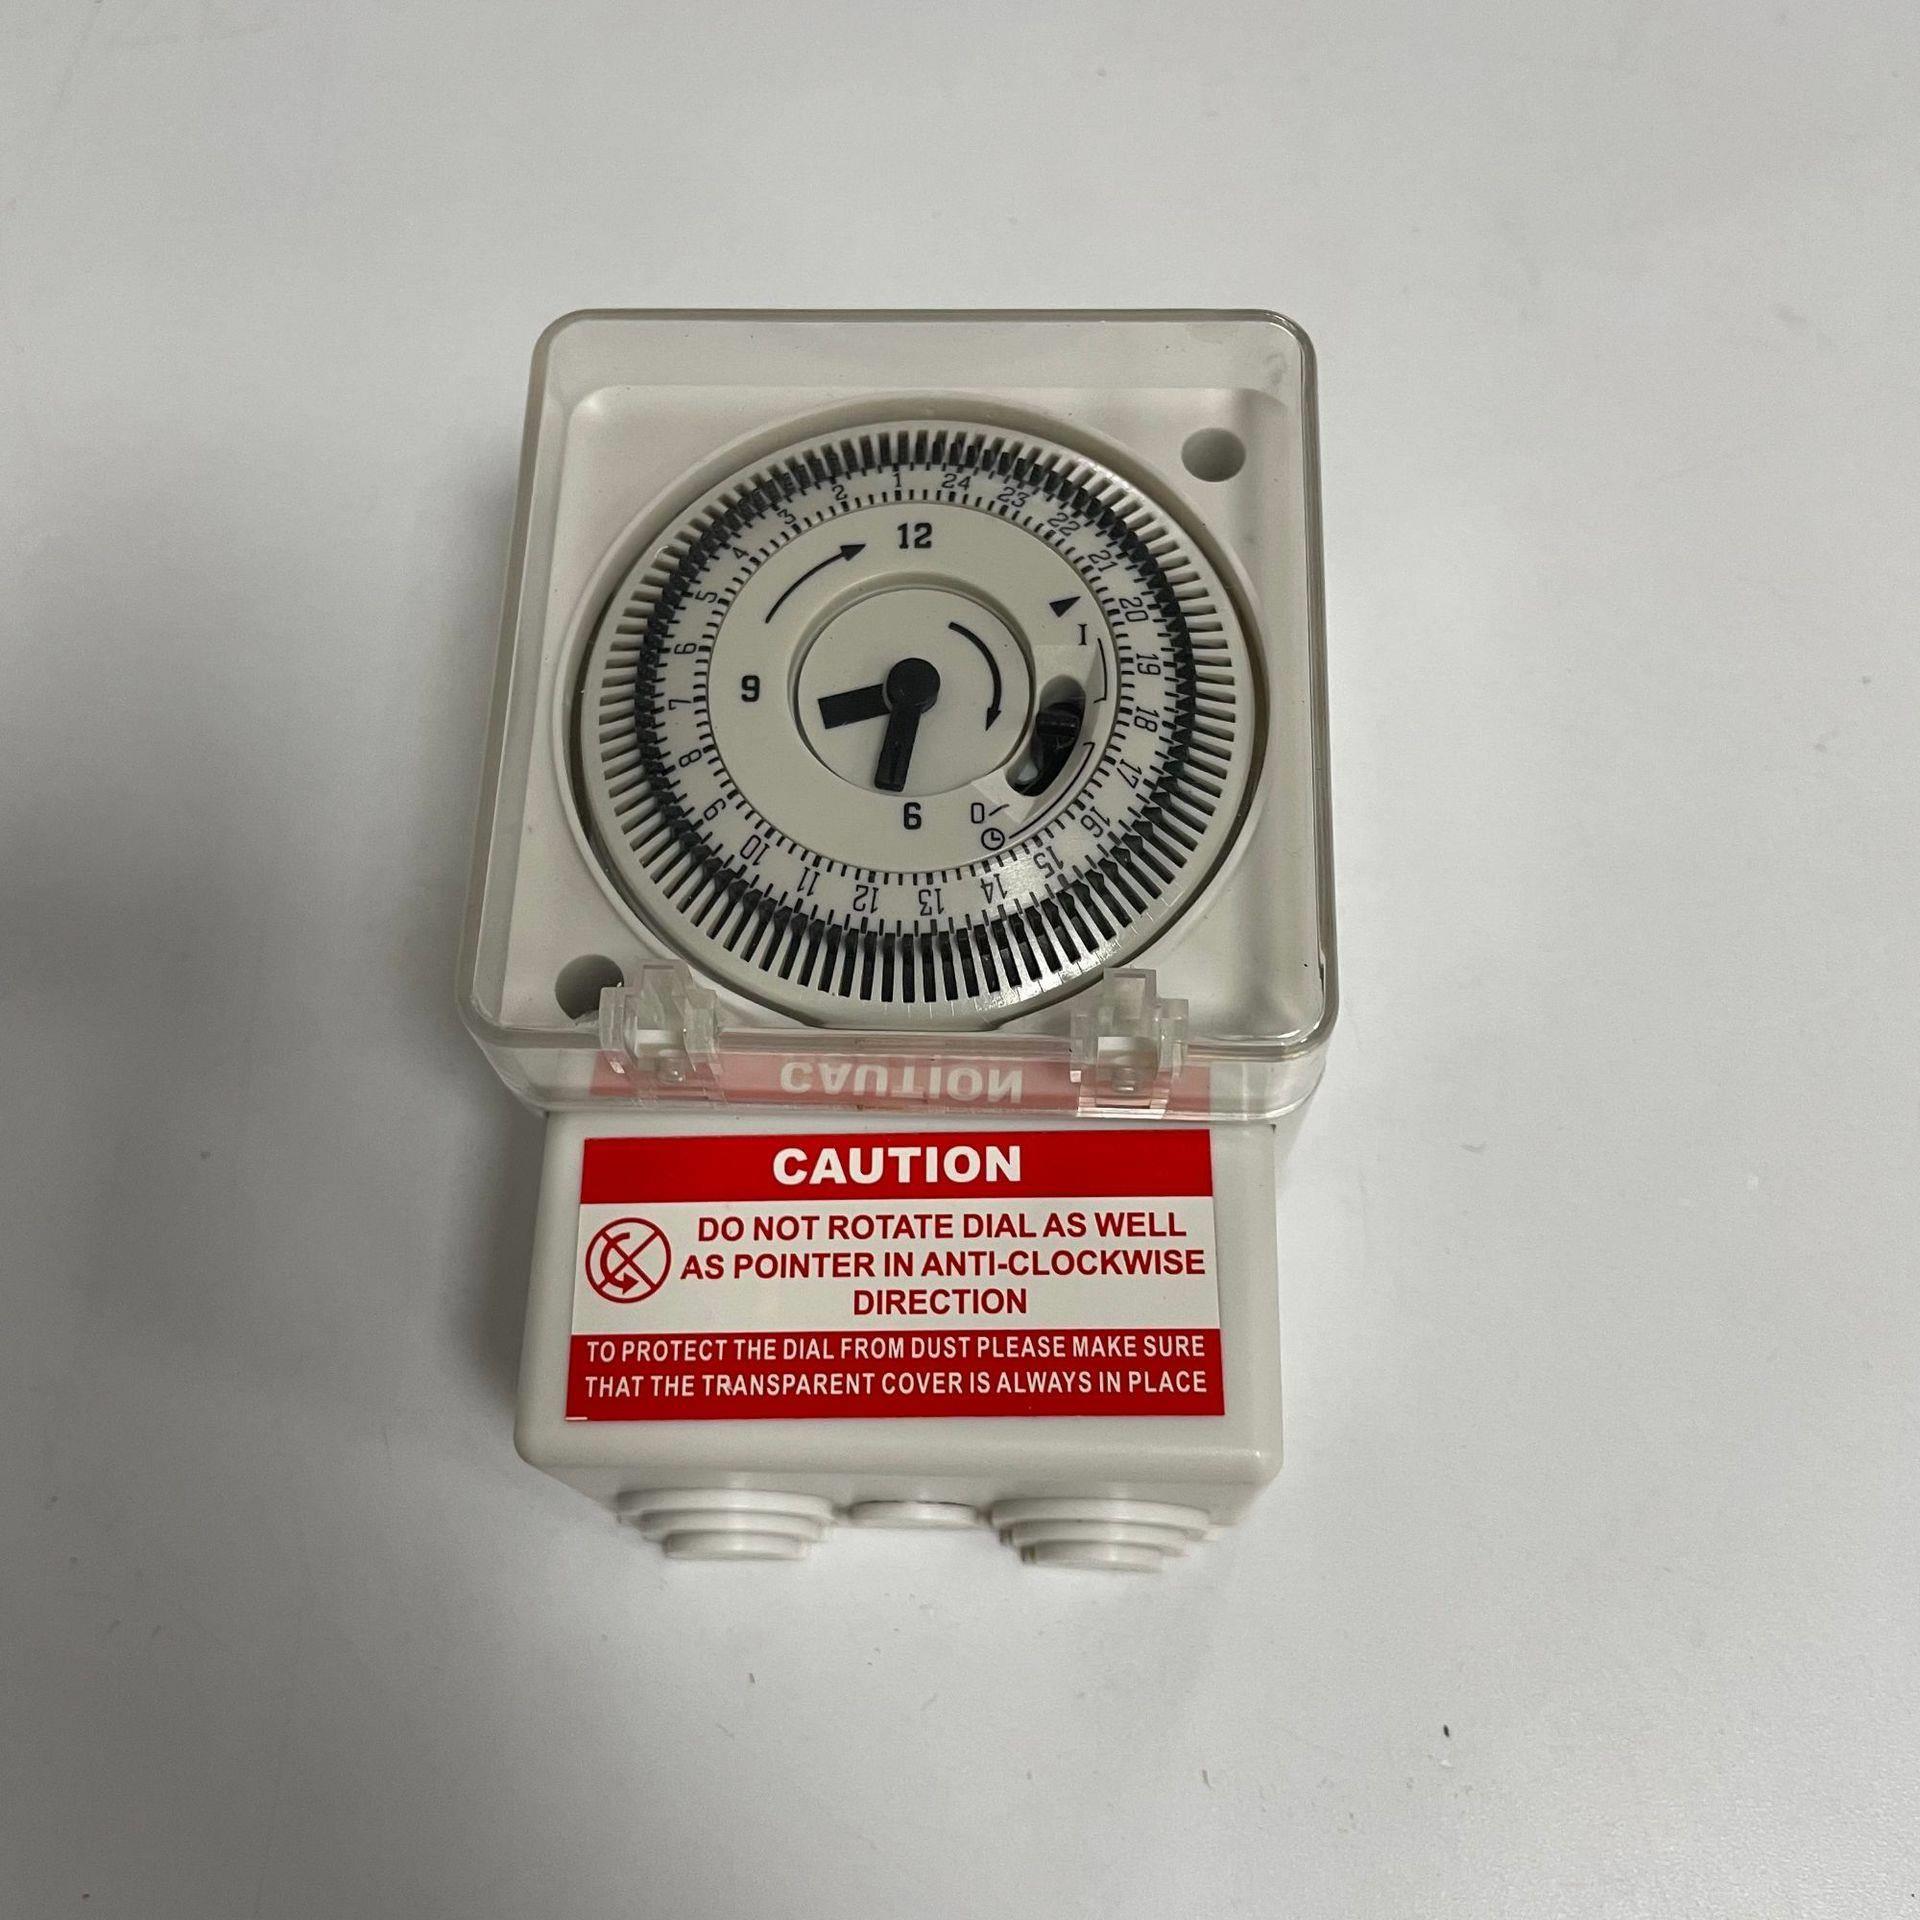 1 24 23 22 21 20 19 18 17 16 15 14 13 12 11 10 9 8 7 6 5 4 3 2
12
I
9
6
0
CAUTION
CAUTION
DO NOT ROTATE DIAL AS WELL
AS POINTER IN ANTI-CLOCKWISE
DIRECTION
TO PROTECT THE DIAL FROM DUST PLEASE MAKE SURE
THAT THE TRANSPARENT COVER IS ALWAYS IN PLACE